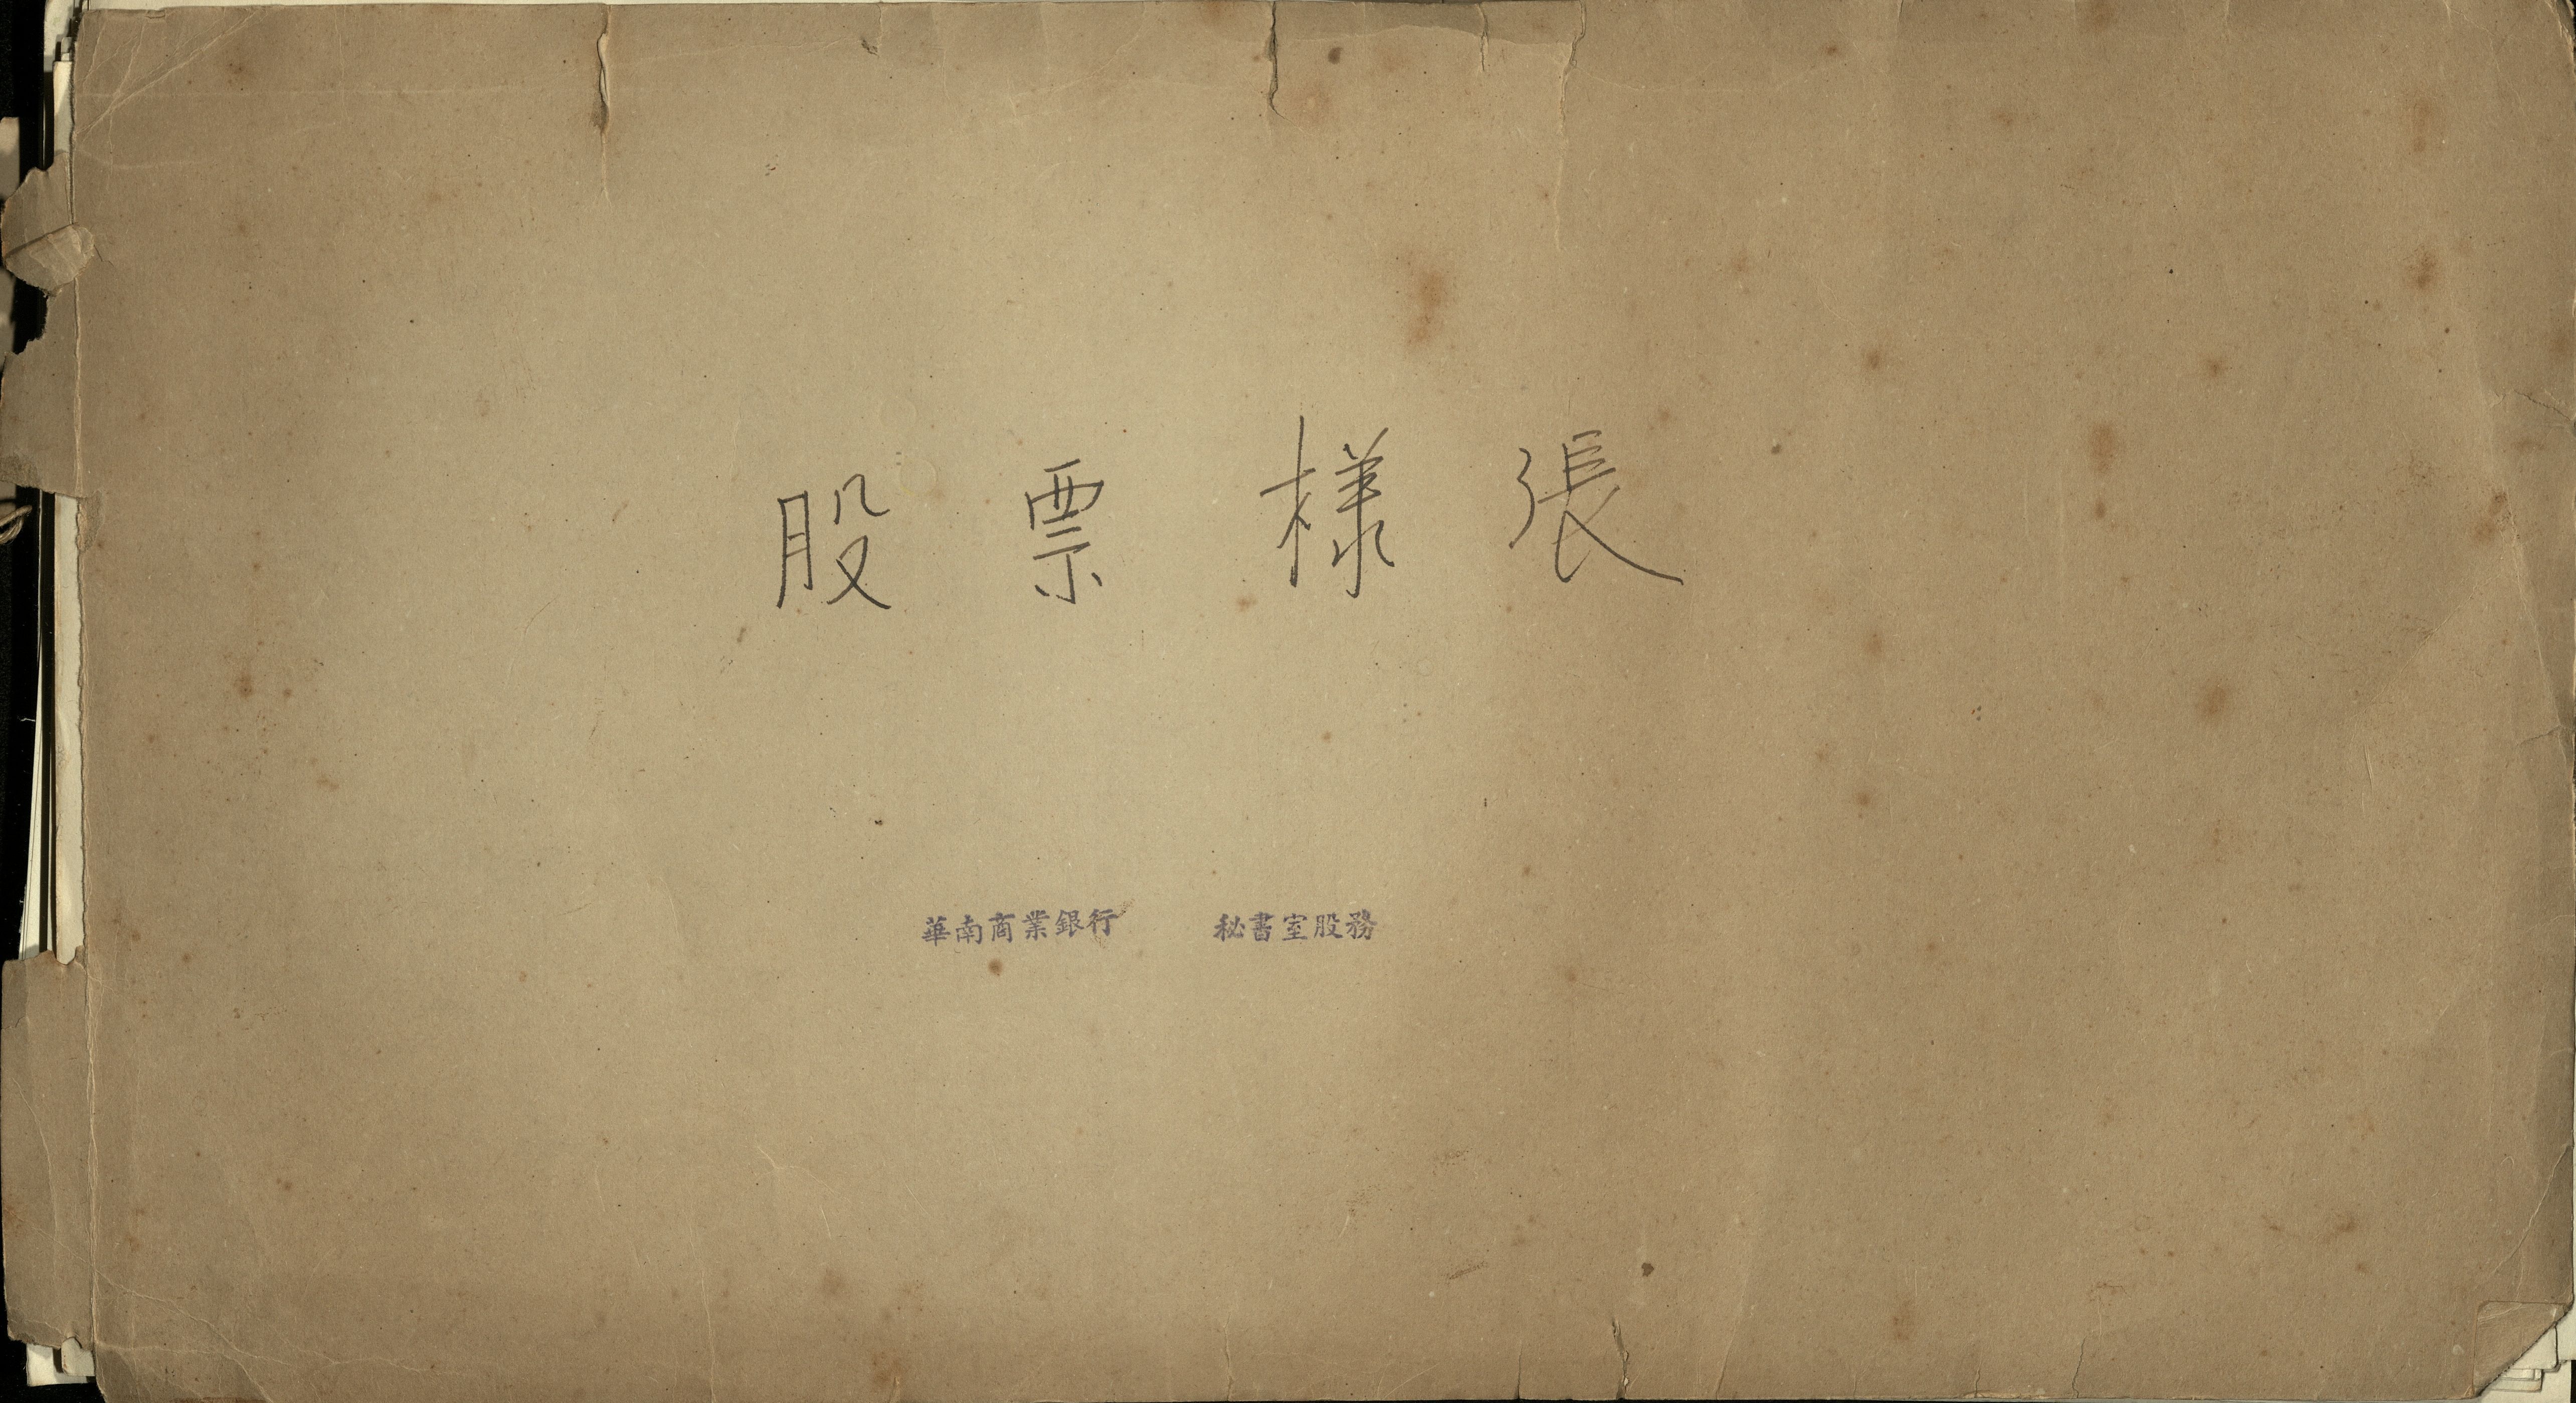 股票樣張
華南商業銀行 秘書室股務